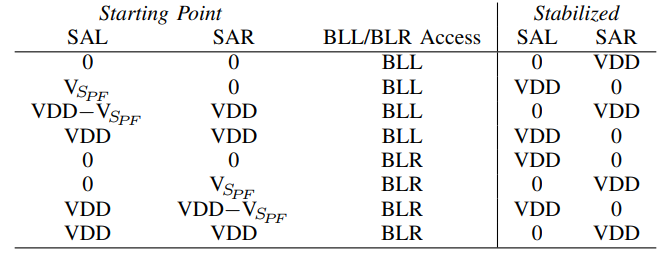 Starting Point Stabilized
SAL SAR BLL/BLR Access SAL SAR
0 0 BLL 0 VDD
V_{S_{PF}} 0 BLL VDD 0
VDD−V_{S_{PF}} VDD BLL 0 VDD
VDD VDD BLL VDD 0
0 0 BLR VDD 0
0 V_{S_{PF}} BLR 0 VDD
VDD VDD−V_{S_{PF}} BLR VDD 0
VDD VDD BLR 0 VDD